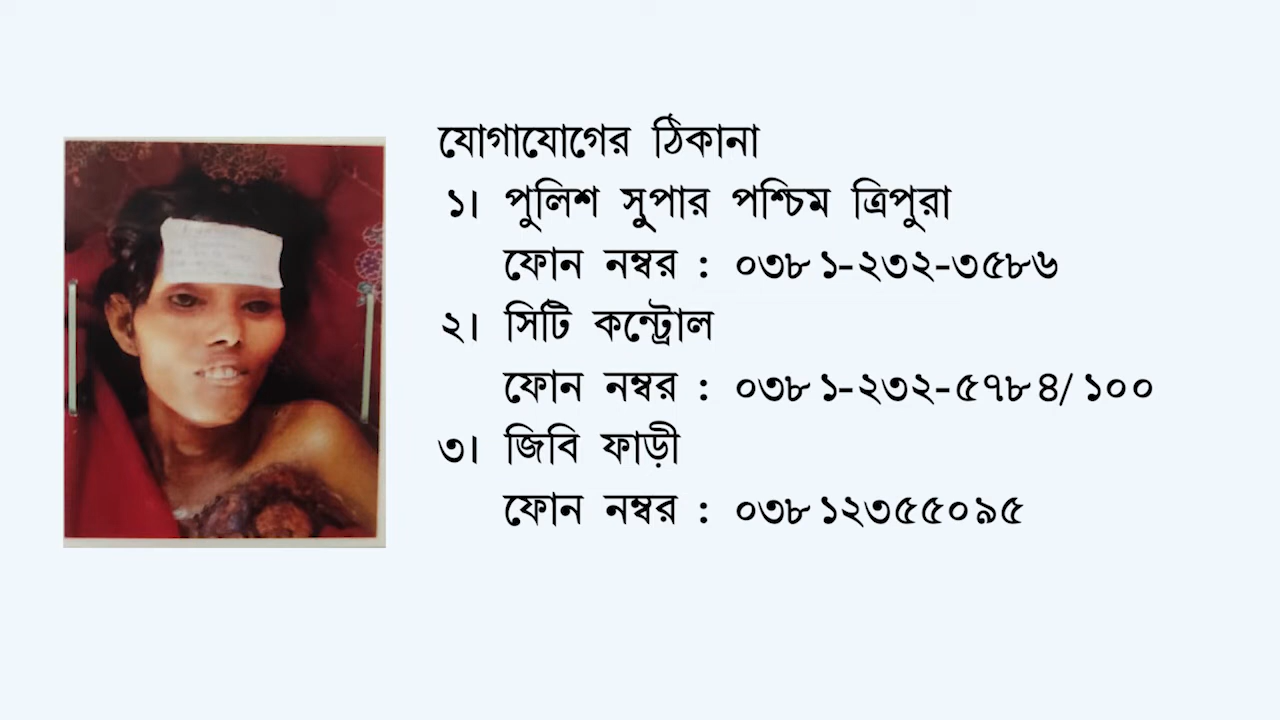 যোগাযোগের ঠিকানা
১। পুলিশ সুপার পশ্চিম ত্রিপুরা
ফোন নম্বর : ০৩৮১-২৩২-৩৫৮৬
২। সিটি কন্ট্রোল
ফোন নম্বর : ০৩৮১-২৩২-৫৭৮৪/১০০
৩। জিবি ফাড়ী
ফোন নম্বর : ০৩৮১২৩৫৫০৯৫